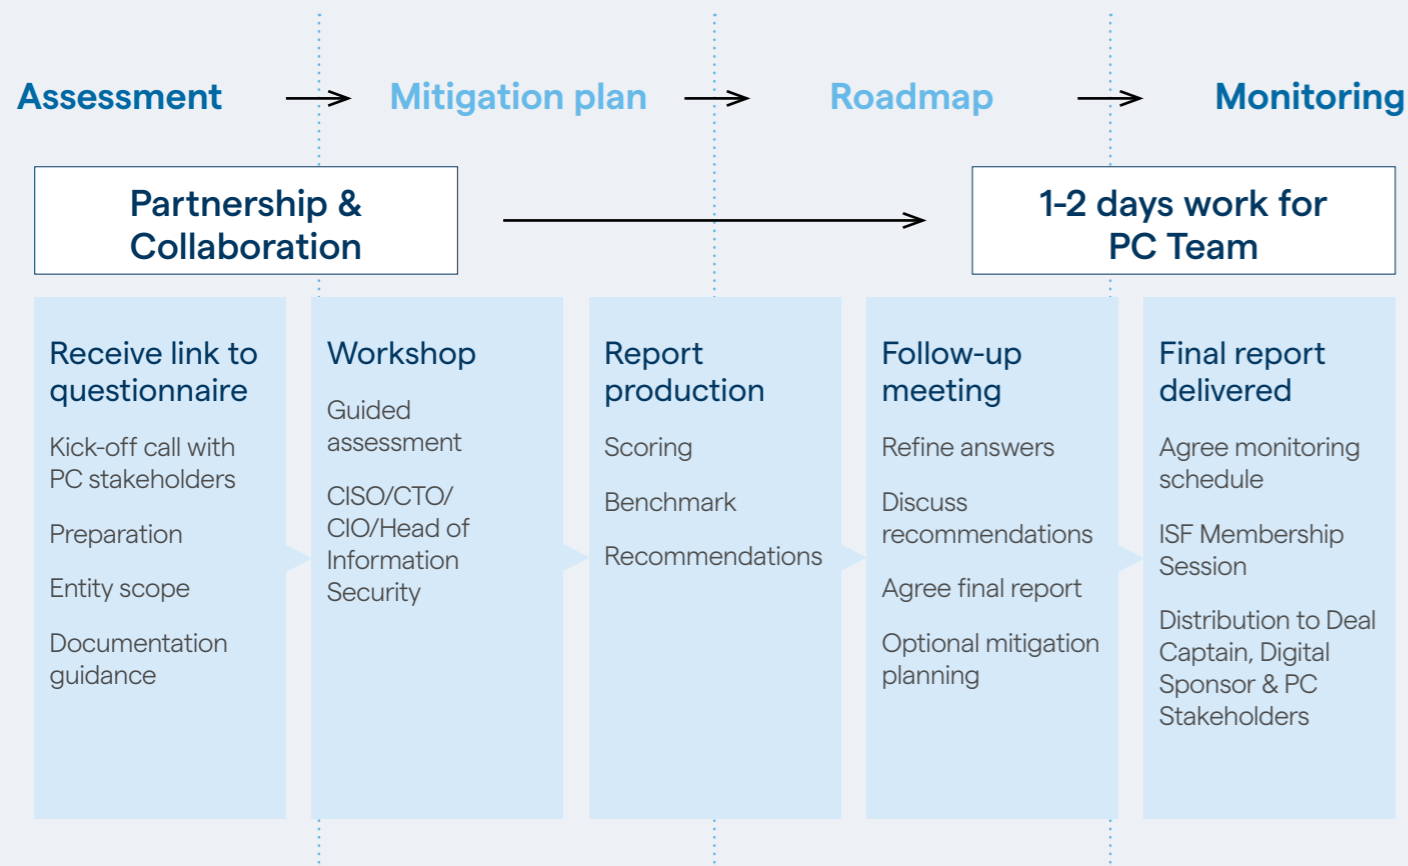 Assessment
Mitigation plan
Roadmap
Monitoring
Partnership &
Collaboration
1-2 days work for
PC Team
Receive link to
questionnaire
Kick-off call with
PC stakeholders
Preparation
Entity scope
Documentation
guidance
Workshop
Guided
assessment
CISO/CTO/
CIO/Head of
Information
Security
Report
production
Scoring
Benchmark
Recommendations
Follow-up
meeting
Refine answers
Discuss
recommendations
Agree final report
Optional mitigation
planning
Final report
delivered
Agree monitoring
schedule
ISF Membership
Session
Distribution to Deal
Captain, Digital
Sponsor & PC
Stakeholders